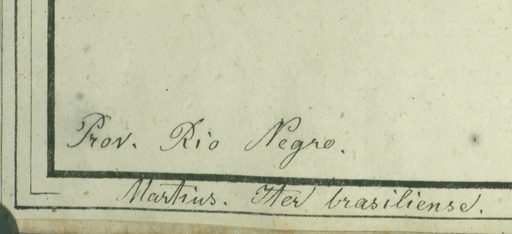 Prov. Rio Negro.
Martius. Iter brasiliense.